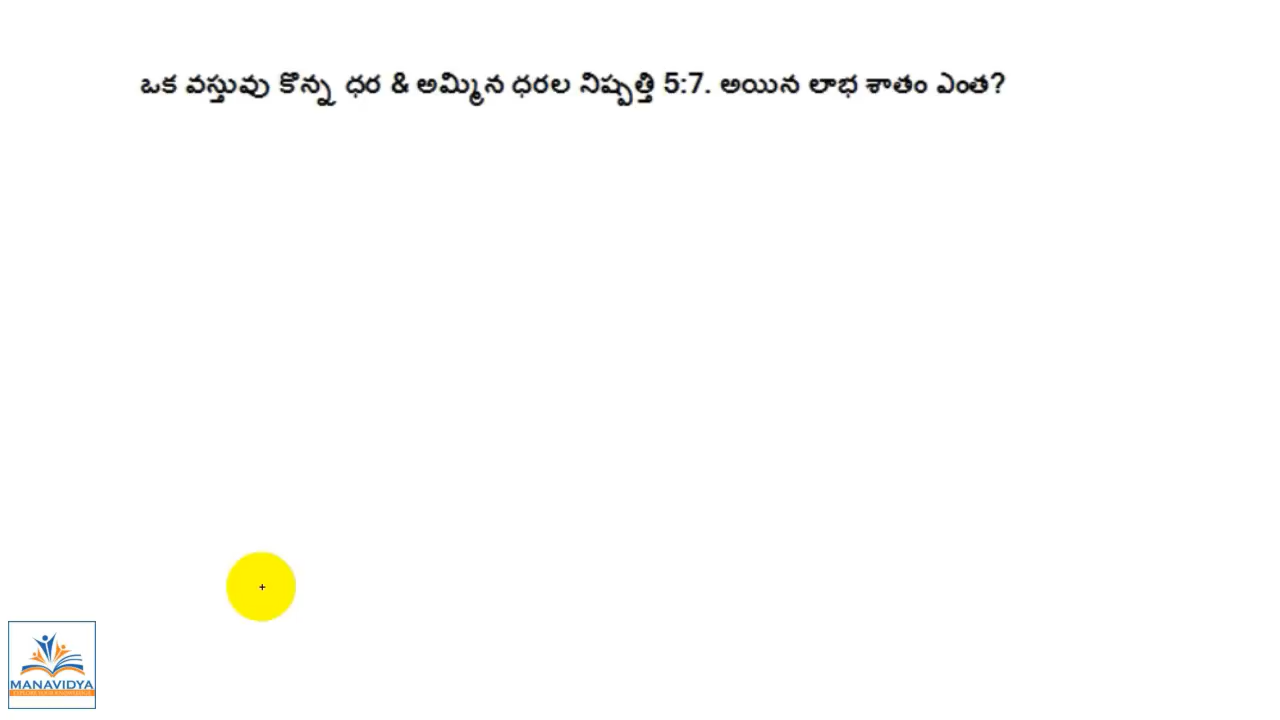 ఒక వస్తువు కొన్న ధర & అమ్మిన ధరల నిష్పత్తి 5:7. అయిన లాభ శాతం ఎంత?
MANAVIDYA